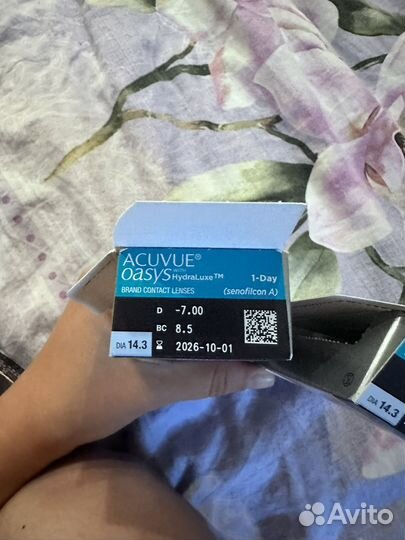 ACUVUE®
OASYS WITH HydraLuxe™ 1-Day
BRAND CONTACT LENSES (senofilcon A)
D -7.00
BC 8.5
DIA 14.3 2026-10-01
DIA 14.3
Avito